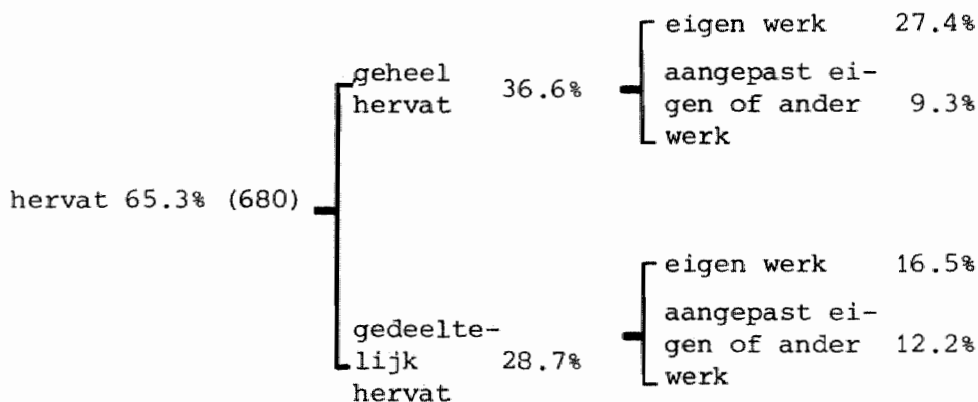 eigen werk 27.4%
geheel
hervat 36.6%
aangepast ei-
gen of ander 9.3%
werk
hervat 65.3% (680)
eigen werk 16.5%
gedeelte-
lijk 28.7%
hervat
aangepast ei-
gen of ander 12.2%
werk